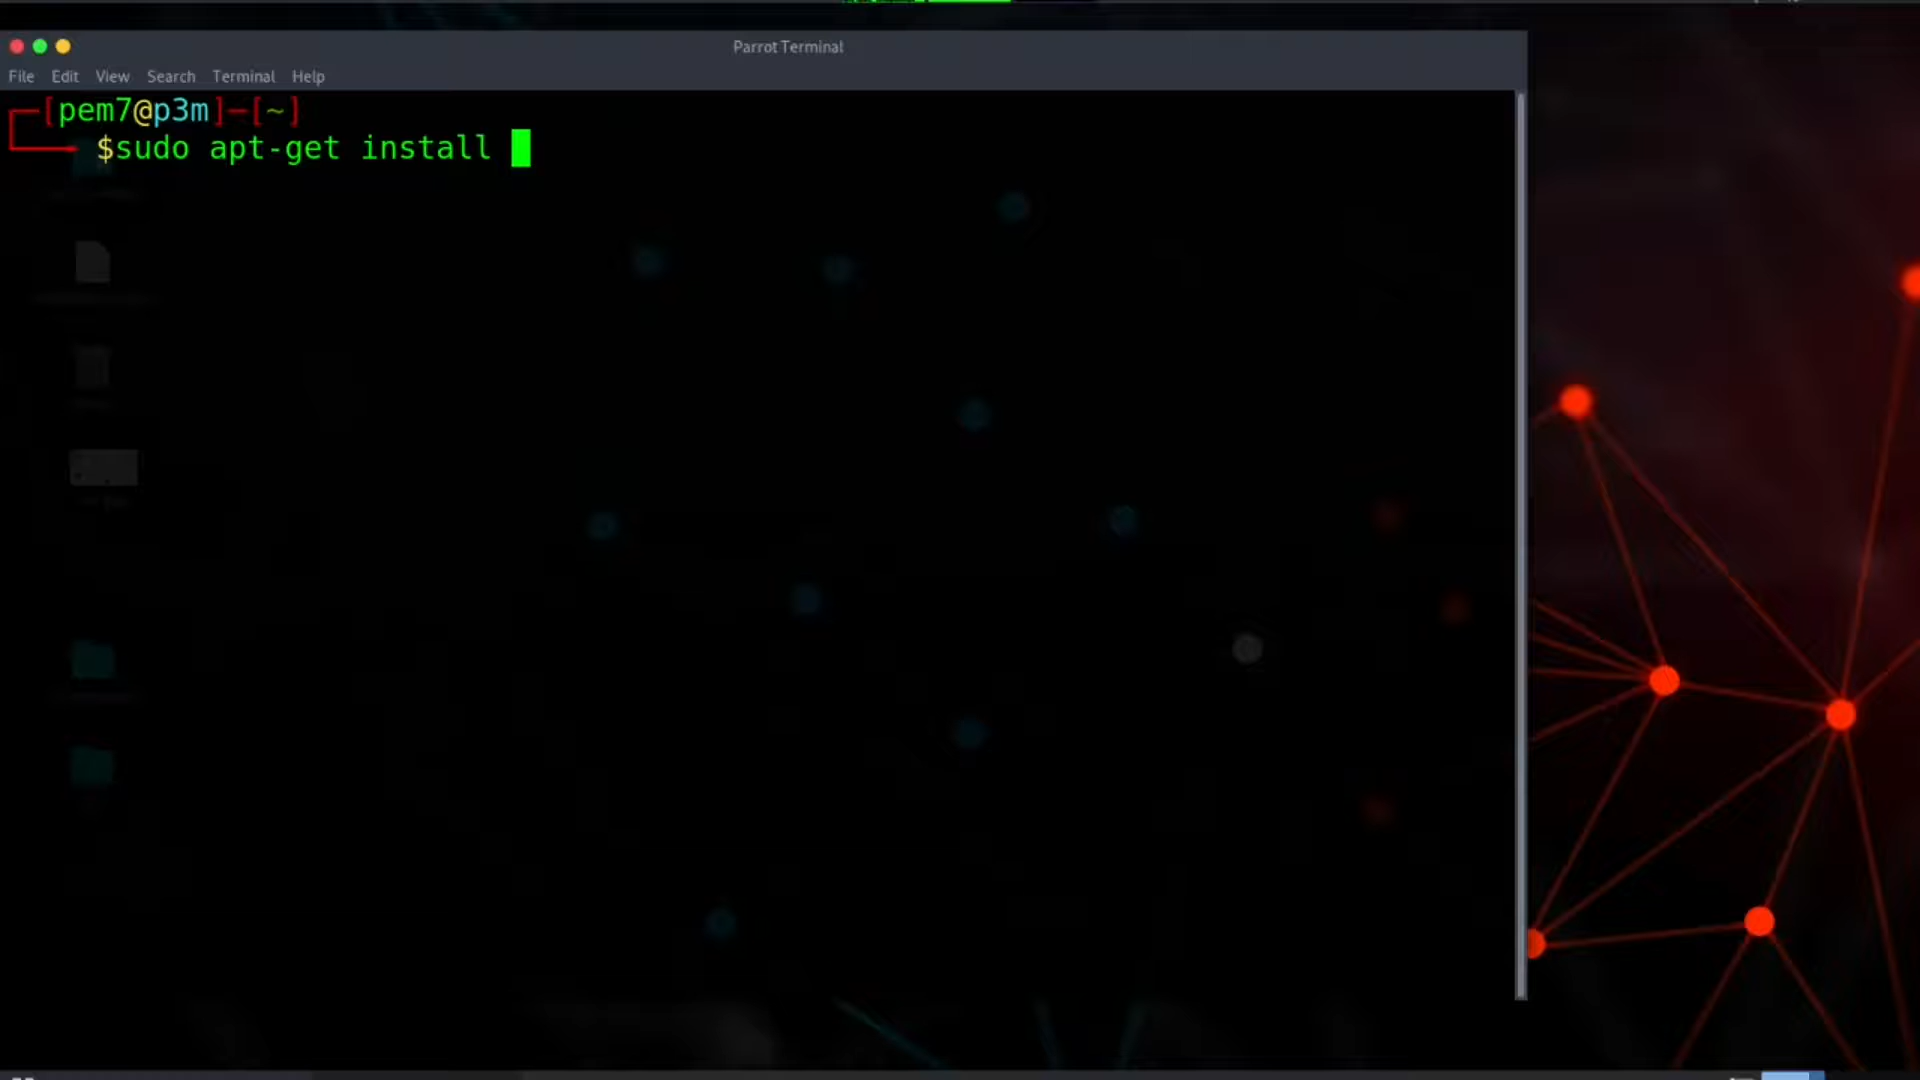 Parrot Terminal
File Edit View Search Terminal Help
[pem7@p3m]-[~]
$sudo apt-get install